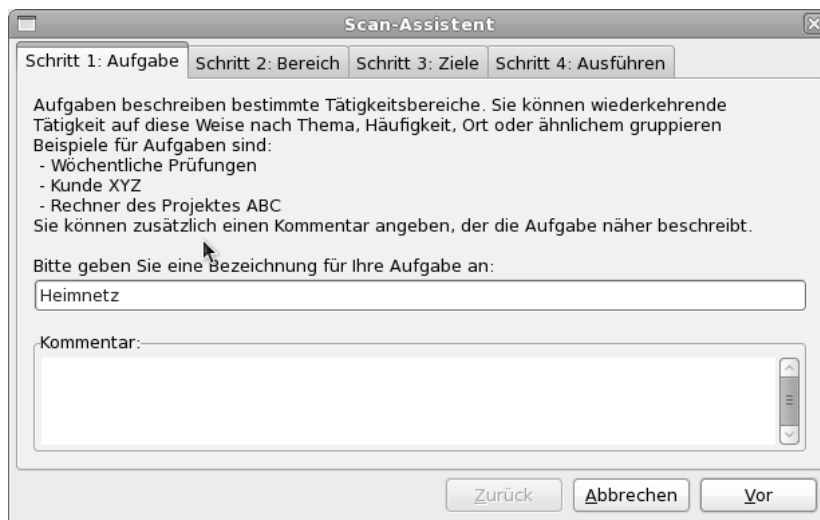 Scan-Assistent
Schritt 1: Aufgabe
Schritt 2: Bereich
Schritt 3: Ziele
Schritt 4: Ausführen
Aufgaben beschreiben bestimmte Tätigkeitsbereiche. Sie können wiederkehrende
Tätigkeit auf diese Weise nach Thema, Häufigkeit, Ort oder ähnlichem gruppieren
Beispiele für Aufgaben sind:
- Wöchentliche Prüfungen
- Kunde XYZ
- Rechner des Projektes ABC
Sie können zusätzlich einen Kommentar angeben, der die Aufgabe näher beschreibt.
Bitte geben Sie eine Bezeichnung für Ihre Aufgabe an:
Heimnetz
Kommentar:
Zurück
Abbrechen
Vor